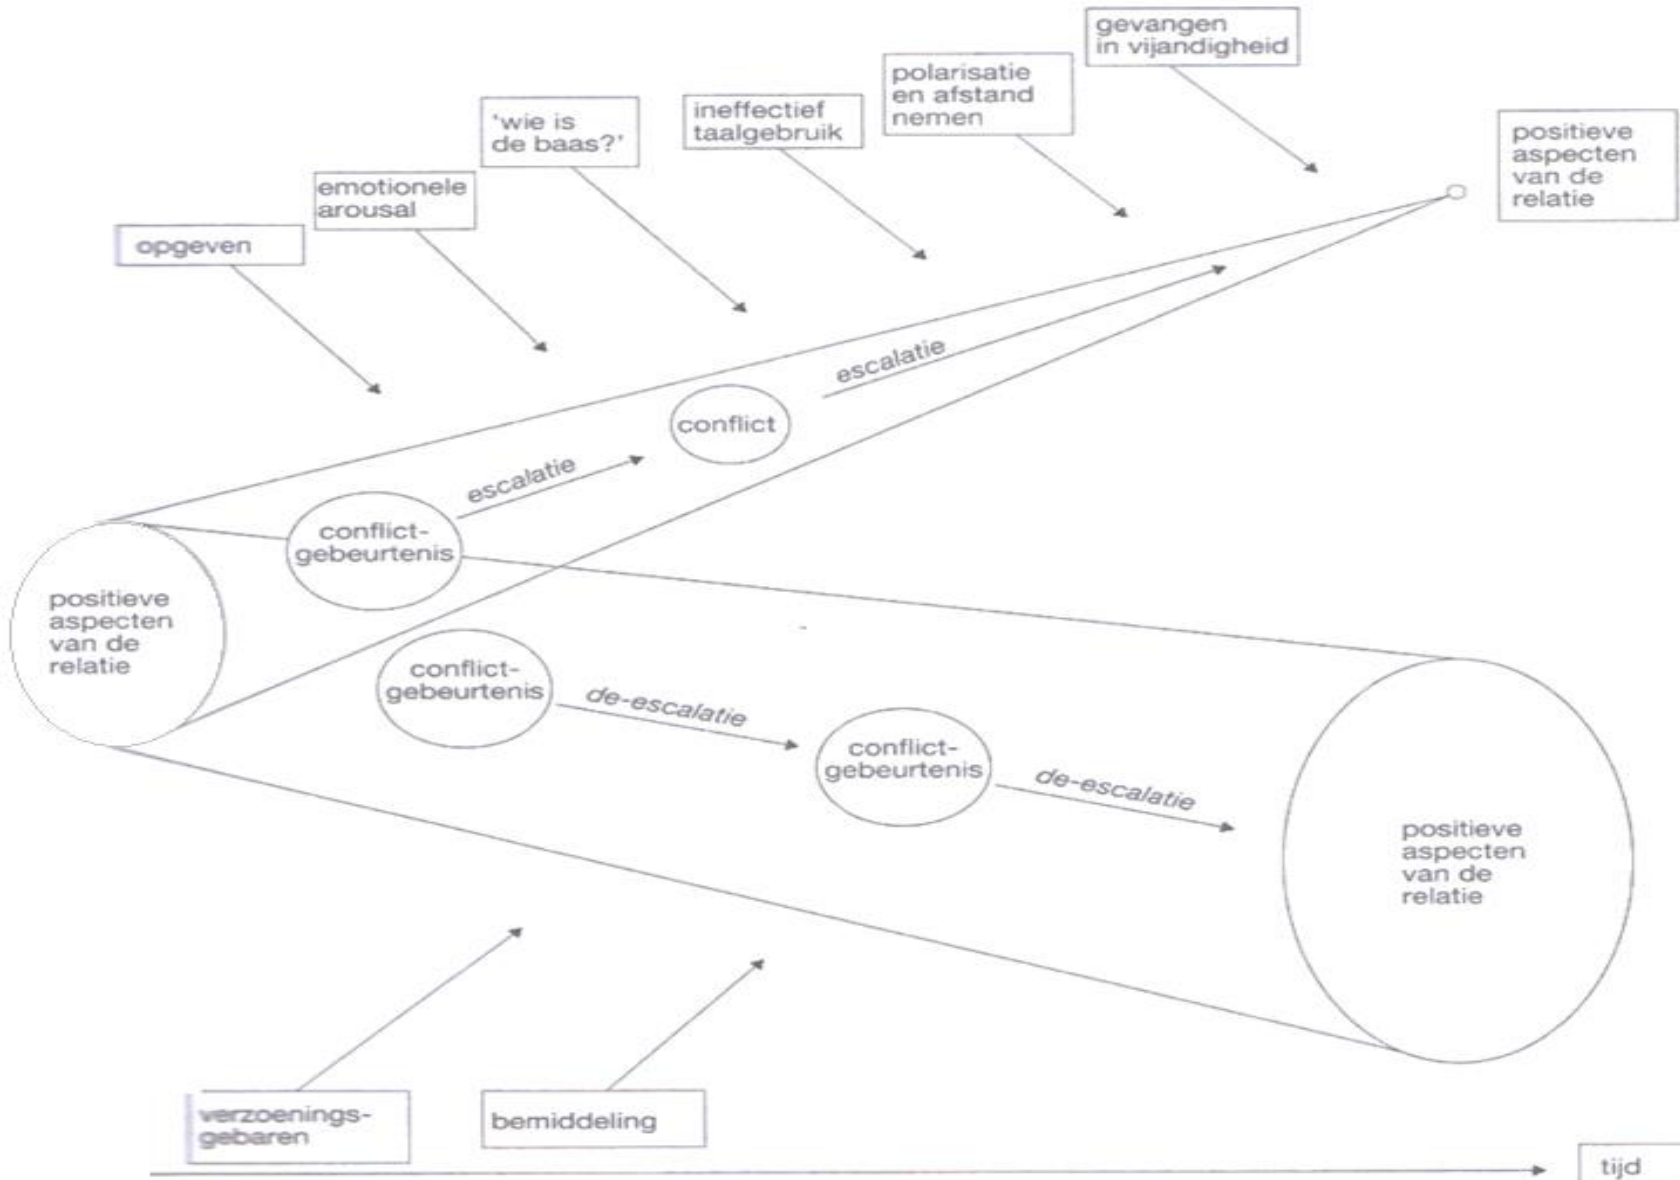 gevangen
in vijandigheid
polarisatie
en afstand
nemen
ineffectief
taalgebruik
'wie is
de baas?'
emotionele
arousal
opgeven
positieve
aspecten
van de
relatie
escalatie
conflict
escalatie
conflict-
gebeurtenis
positieve
aspecten
van de
relatie
conflict-
gebeurtenis
de-escalatie
conflict-
gebeurtenis
de-escalatie
positieve
aspecten
van de
relatie
verzoenings-
gebaren
bemiddeling
tijd